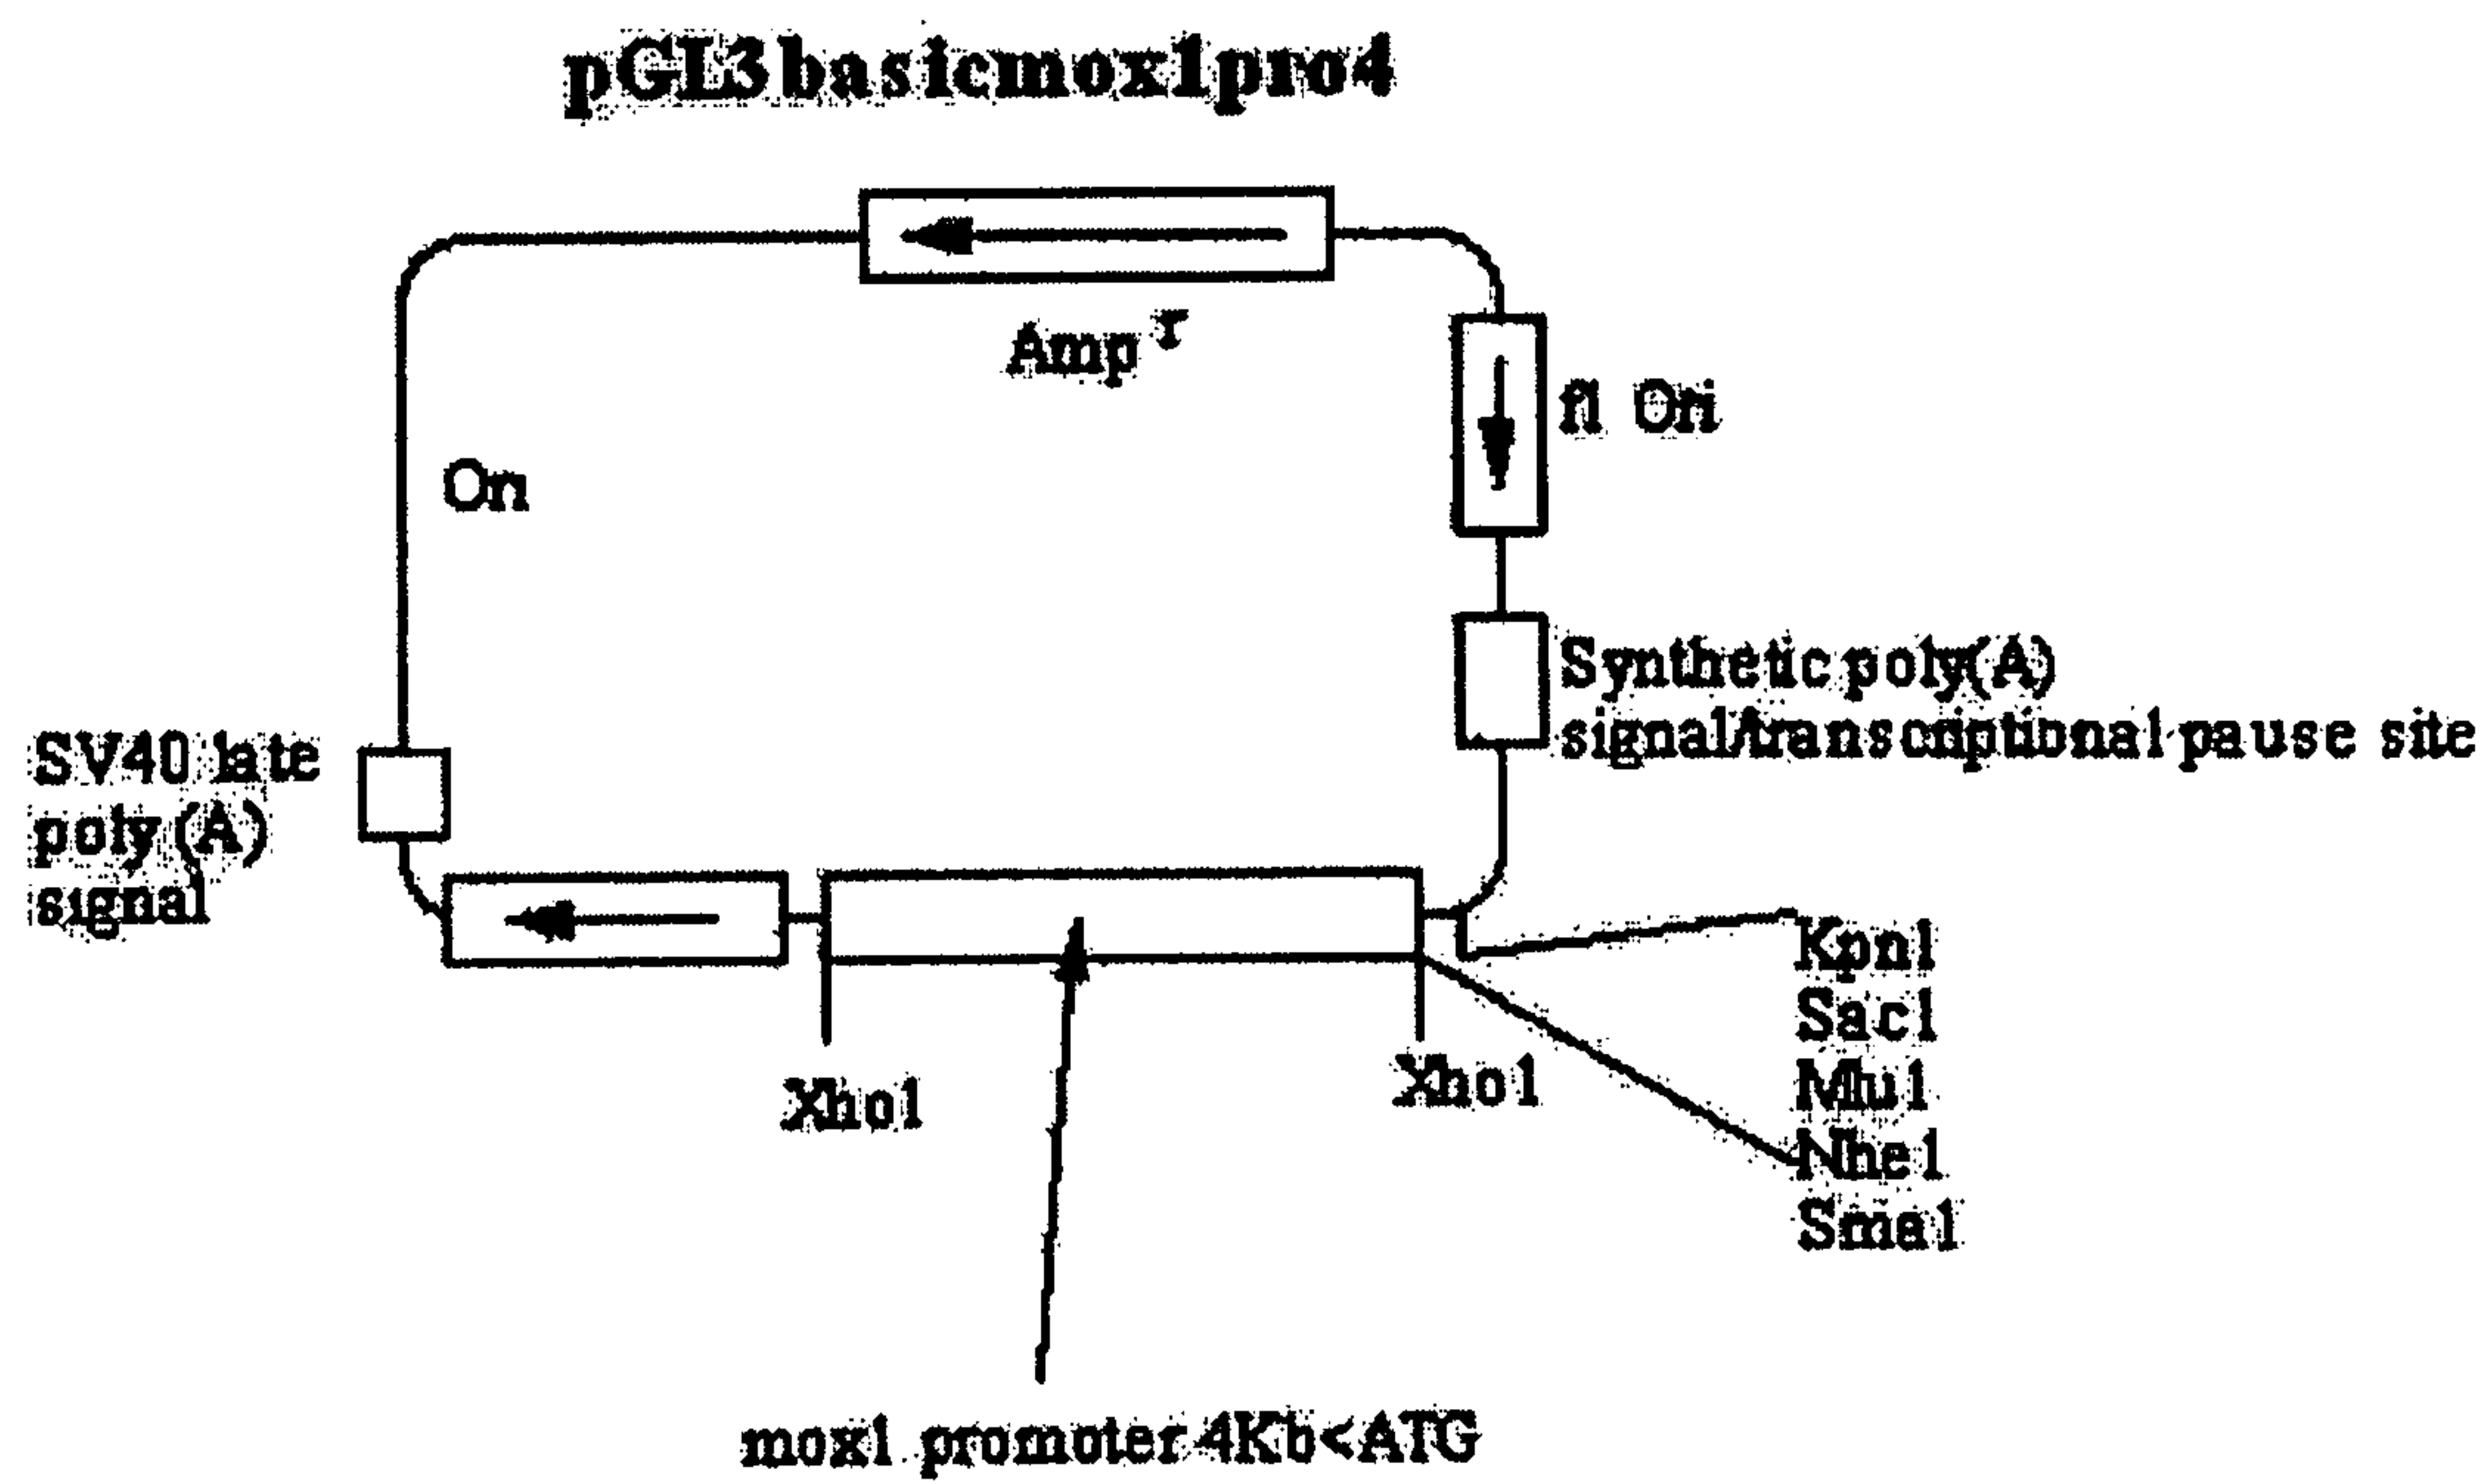 pGL3basicmox1pro4
Amp r
f1 Ori
Ori
Synthetic poly(A)
signal/transcriptional pause site
SV40 late
poly(A)
signal
Kpn1
Sac1
Mlu1
Nhe1
Sma1
Xho1
Xho1
mox1 promoter 4Kb<ATG